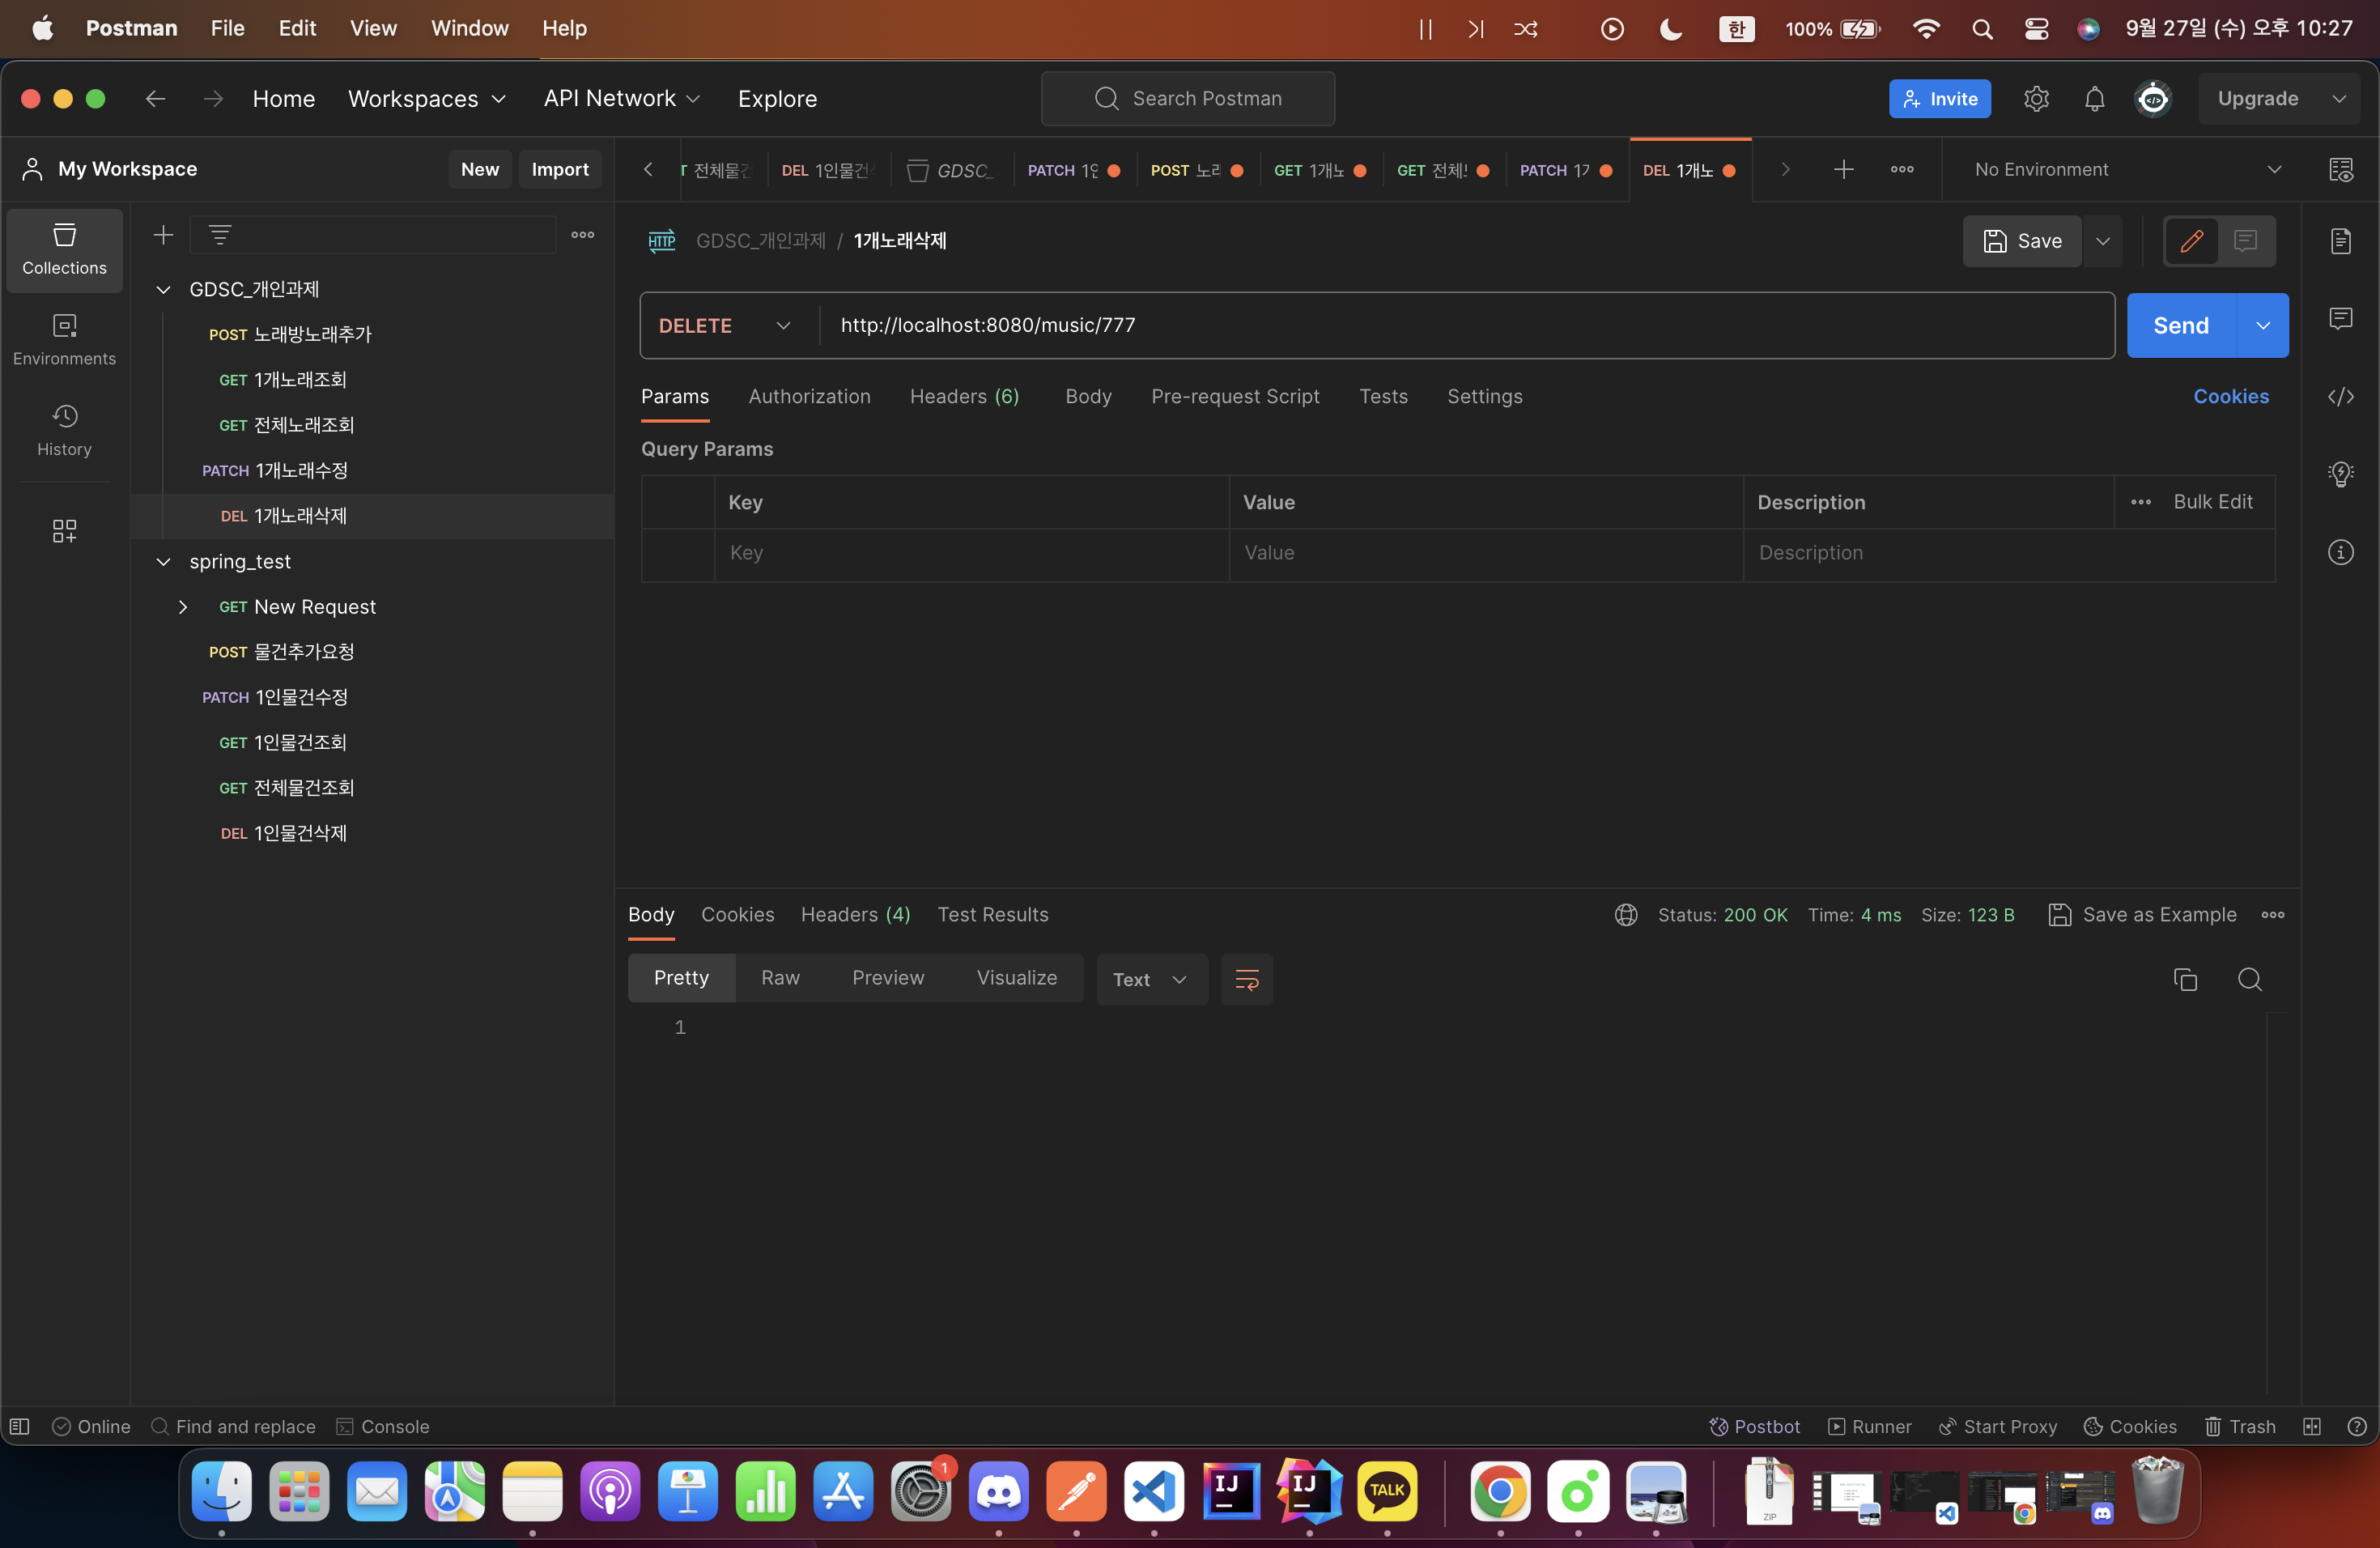 Postman File Edit View Window Help 한 100% 9월 27일 (수) 오후 10:27
Home Workspaces API Network Explore Search Postman Invite Upgrade
My Workspace New Import 전체물건 DEL 1인물건 GDSC_ PATCH 1인 POST 노래 GET 1개노 GET 전체 PATCH 1개 DEL 1개노 No Environment
Collections
Environments
History
GDSC_개인과제
POST 노래방노래추가
GET 1개노래조회
GET 전체노래조회
PATCH 1개노래수정
DEL 1개노래삭제
spring_test
GET New Request
POST 물건추가요청
PATCH 1인물건수정
GET 1인물건조회
GET 전체물건조회
DEL 1인물건삭제
HTTP GDSC_개인과제 / 1개노래삭제 Save
DELETE http://localhost:8080/music/777 Send
Params Authorization Headers (6) Body Pre-request Script Tests Settings Cookies
Query Params
Key Value Description Bulk Edit
Key Value Description
Body Cookies Headers (4) Test Results Status: 200 OK Time: 4 ms Size: 123 B Save as Example
Pretty Raw Preview Visualize Text
1
Online Find and replace Console Postbot Runner Start Proxy Cookies Trash
1
IJ IJ TALK ZIP